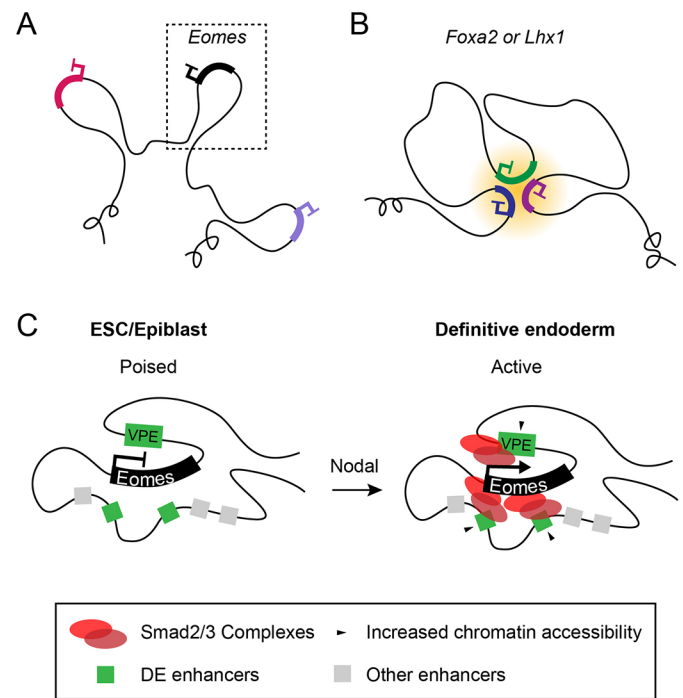 A
Eomes
B
Foxa2 or Lhx1
C
ESC/Epiblast
Poised
VPE
Eomes
Nodal
Definitive endoderm
Active
VPE
Eomes
Smad2/3 Complexes
Increased chromatin accessibility
DE enhancers
Other enhancers